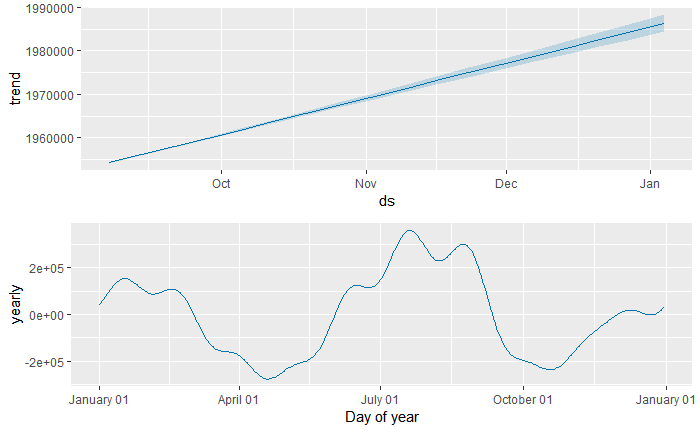 1990000
1980000
1970000
1960000
trend
Oct Nov Dec Jan
ds
2e+05
0e+00
-2e+05
yearly
January 01 April 01 July 01 October 01 January 01
Day of year